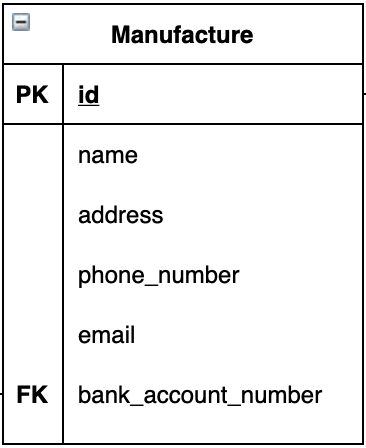 Manufacture
PK id
name
address
phone_number
email
FK bank_account_number